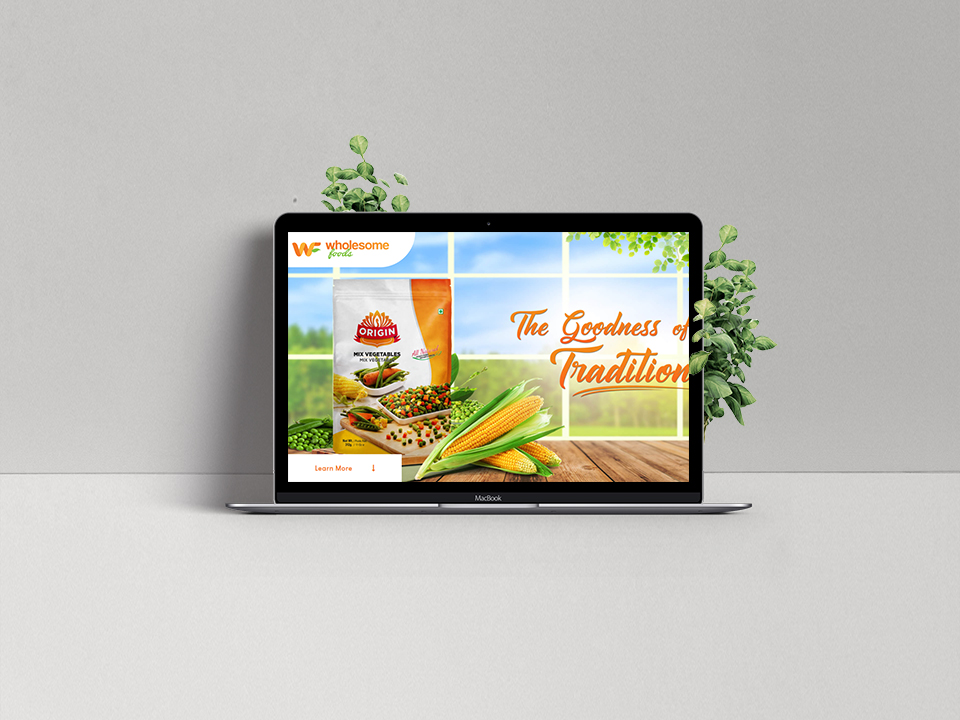 wholesome
foods
The Goodness of
Tradition
ORIGIN
MIX VEGETABLES
Learn More
MacBook